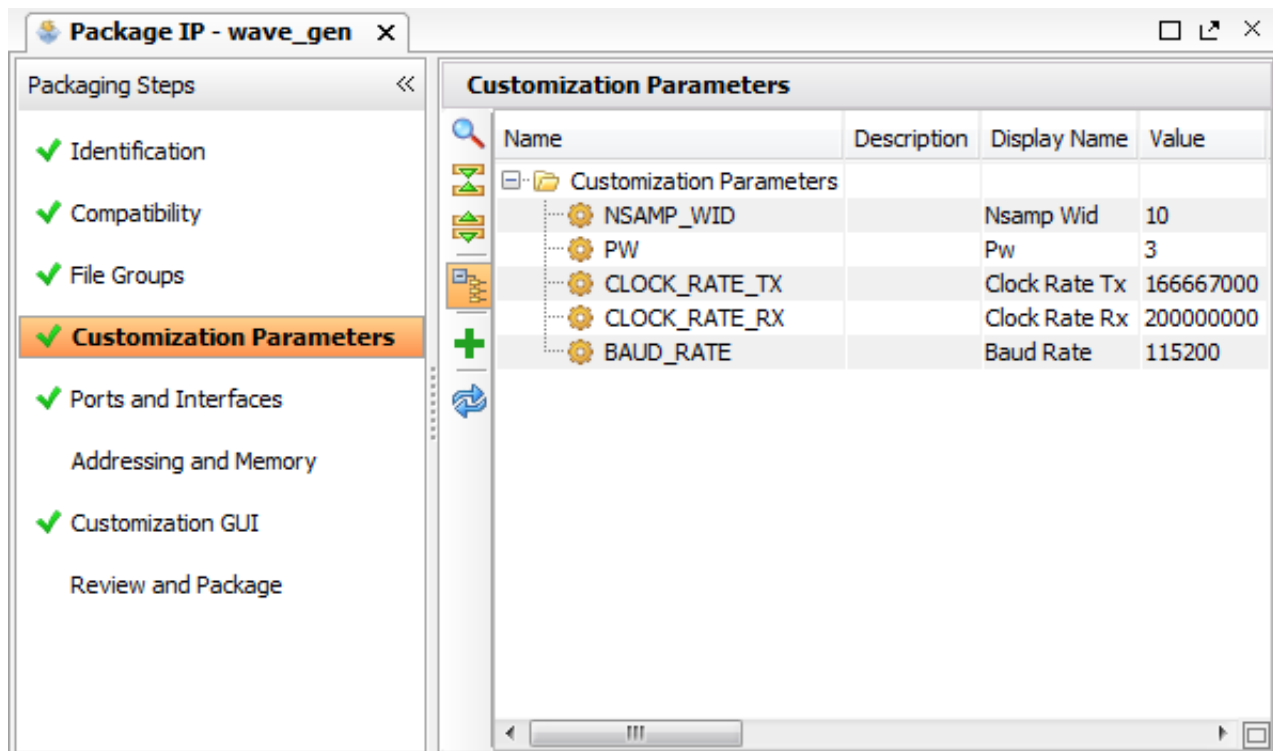 Package IP - wave_gen
Packaging Steps
Identification
Compatibility
File Groups
Customization Parameters
Ports and Interfaces
Addressing and Memory
Customization GUI
Review and Package
Customization Parameters
Name Description Display Name Value
Customization Parameters
NSAMP_WID Nsamp Wid 10
PW Pw 3
CLOCK_RATE_TX Clock Rate Tx 166667000
CLOCK_RATE_RX Clock Rate Rx 200000000
BAUD_RATE Baud Rate 115200